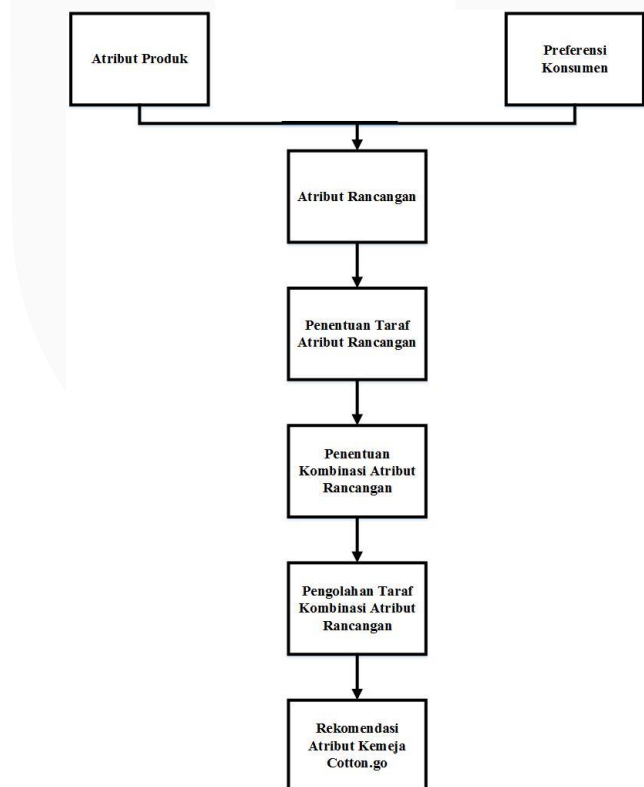 Atribut Produk
Preferensi
Konsumen
Atribut Rancangan
Penentuan Taraf
Atribut Rancangan
Penentuan
Kombinasi Atribut
Rancangan
Pengolahan Taraf
Kombinasi Atribut
Rancangan
Rekomendasi
Atribut Kemeja
Cotton.go